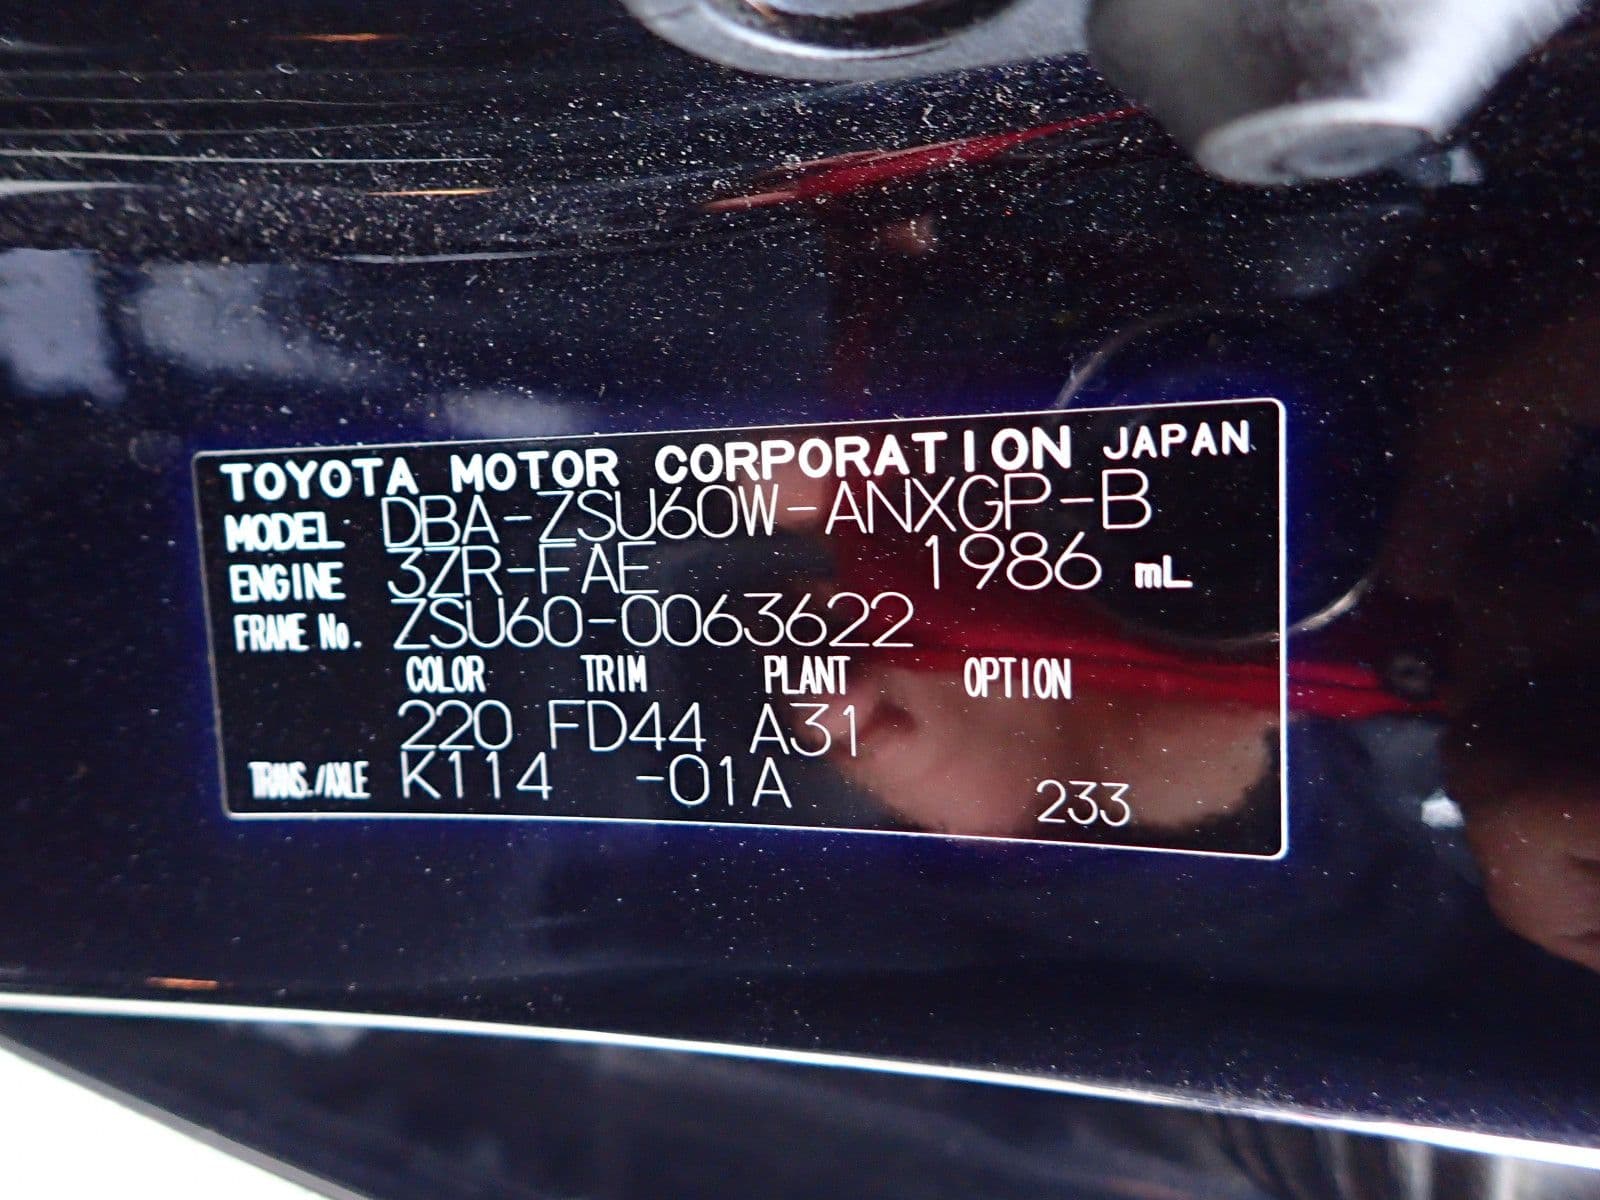 TOYOTA MOTOR CORPORATION JAPAN
MODEL DBA-ZSU60W-ANXGP-B
ENGINE 3ZR-FAE 1986 mL
FRAME No. ZSU60-0063622
COLOR TRIM PLANT OPTION
220 FD44 A31
TRANS./AXLE K114 -01A 233